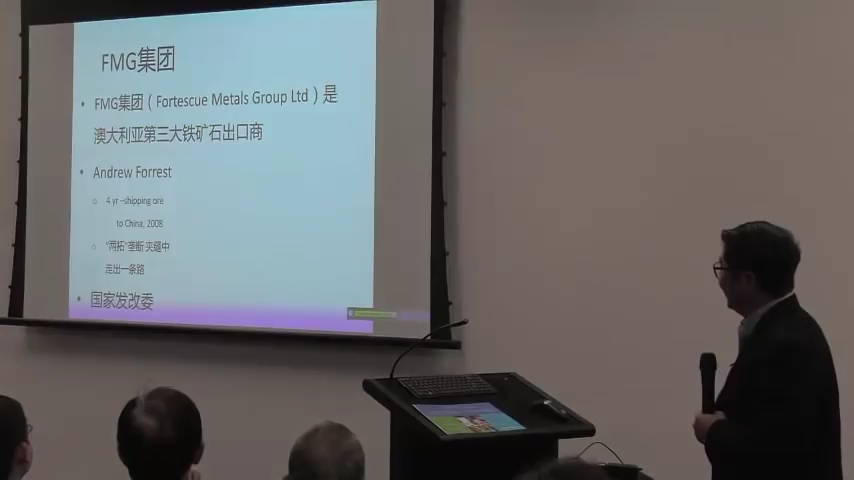 FMG集团
• FMG集团（Fortescue Metals Group Ltd）是
澳大利亚第三大铁矿石出口商
• Andrew Forrest
○ 4 yr –shipping ore
to China, 2008
○ “两拓”垄断夹缝中
走出一条路
• 国家发改委